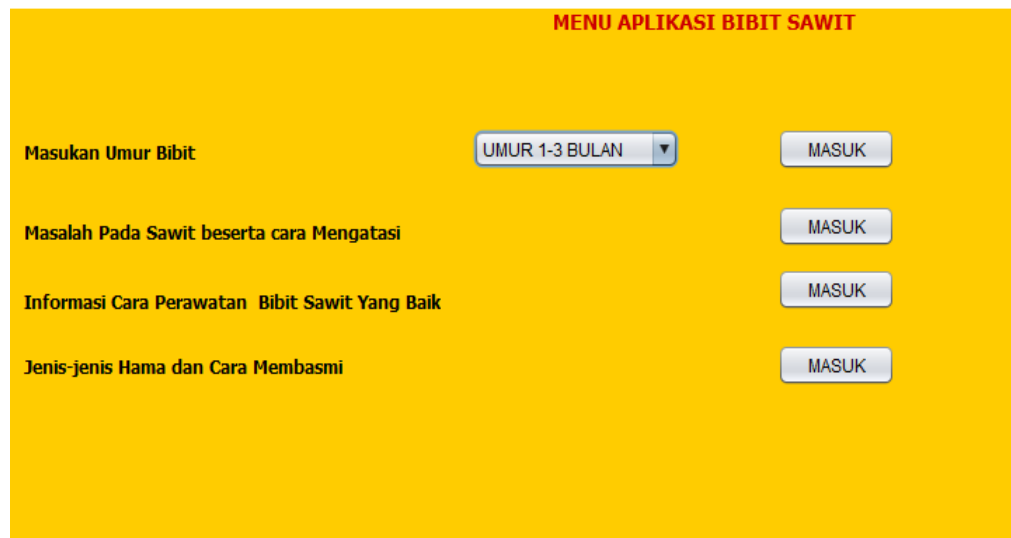 MENU APLIKASI BIBIT SAWIT
Masukan Umur Bibit UMUR 1-3 BULAN MASUK
Masalah Pada Sawit beserta cara Mengatasi MASUK
Informasi Cara Perawatan  Bibit Sawit Yang Baik MASUK
Jenis-jenis Hama dan Cara Membasmi MASUK